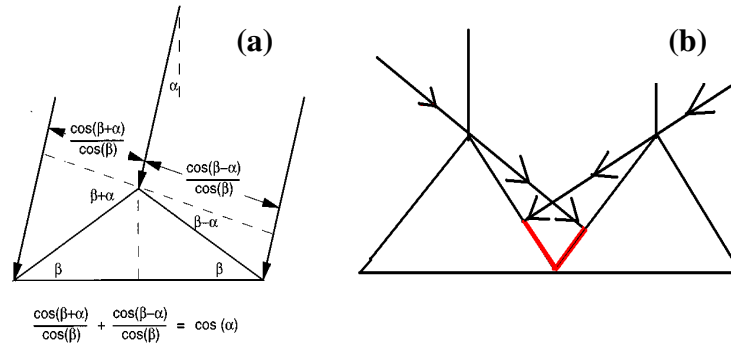 (a)
α
cos(β+α)
cos(β)
cos(β-α)
cos(β)
β+α
β-α
β
β
cos(β+α)/cos(β) + cos(β-α)/cos(β) = cos (α)
(b)